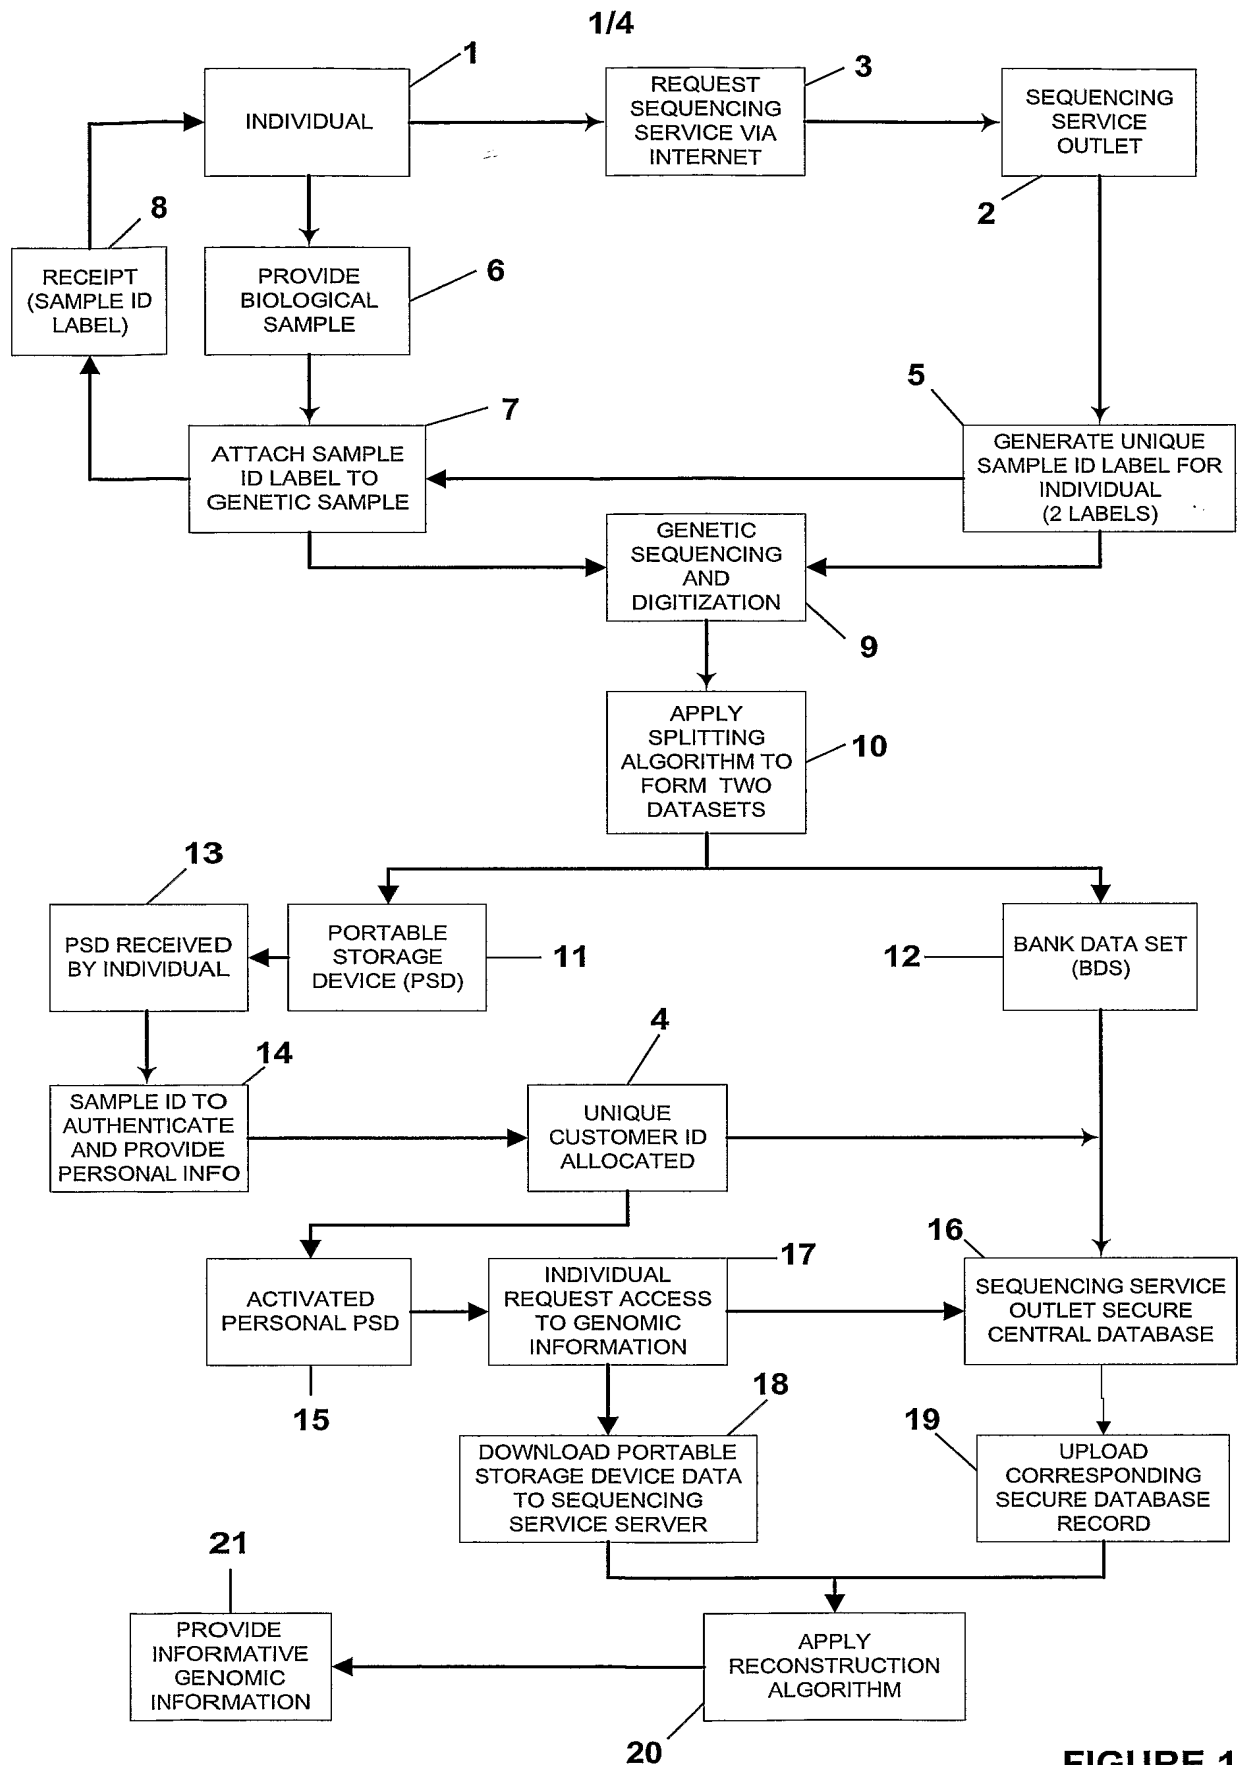 1/4
1
INDIVIDUAL
3
REQUEST
SEQUENCING
SERVICE VIA
INTERNET
SEQUENCING
SERVICE
OUTLET
2
8
RECEIPT
(SAMPLE ID
LABEL)
PROVIDE
BIOLOGICAL
SAMPLE
6
7
ATTACH SAMPLE
ID LABEL TO
GENETIC SAMPLE
5
GENERATE UNIQUE
SAMPLE ID LABEL FOR
INDIVIDUAL
(2 LABELS)
GENETIC
SEQUENCING
AND
DIGITIZATION
9
APPLY
SPLITTING
ALGORITHM TO
FORM TWO
DATASETS
10
13
PSD RECEIVED
BY INDIVIDUAL
PORTABLE
STORAGE
DEVICE (PSD)
11
12
BANK DATA SET
(BDS)
14
SAMPLE ID TO
AUTHENTICATE
AND PROVIDE
PERSONAL INFO
4
UNIQUE
CUSTOMER ID
ALLOCATED
ACTIVATED
PERSONAL PSD
15
17
INDIVIDUAL
REQUEST ACCESS
TO GENOMIC
INFORMATION
16
SEQUENCING SERVICE
OUTLET SECURE
CENTRAL DATABASE
18
DOWNLOAD PORTABLE
STORAGE DEVICE DATA
TO SEQUENCING
SERVICE SERVER
19
UPLOAD
CORRESPONDING
SECURE DATABASE
RECORD
21
PROVIDE
INFORMATIVE
GENOMIC
INFORMATION
APPLY
RECONSTRUCTION
ALGORITHM
20
FIGURE 1